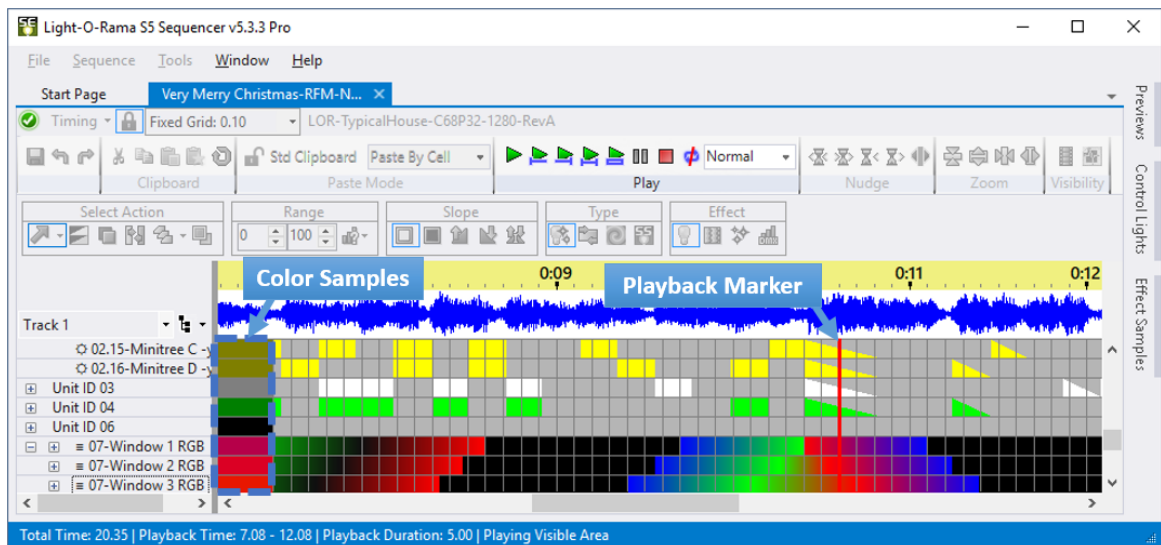 Light-O-Rama S5 Sequencer v5.3.3 Pro
File Sequence Tools Window Help
Start Page Very Merry Christmas-RFM-N...
Timing Fixed Grid: 0.10 LOR-TypicalHouse-C68P32-1280-RevA
Std Clipboard Paste By Cell Normal
Clipboard Paste Mode Play Nudge Zoom Visibility
Select Action Range Slope Type Effect
0 100
Color Samples 0:09 Playback Marker 0:11 0:12
Track 1
02.15-Minitree C -y
02.16-Minitree D -y
Unit ID 03
Unit ID 04
Unit ID 06
07-Window 1 RGB
07-Window 2 RGB
07-Window 3 RGB
Total Time: 20.35 | Playback Time: 7.08 - 12.08 | Playback Duration: 5.00 | Playing Visible Area
Previews
Control Lights
Effect Samples